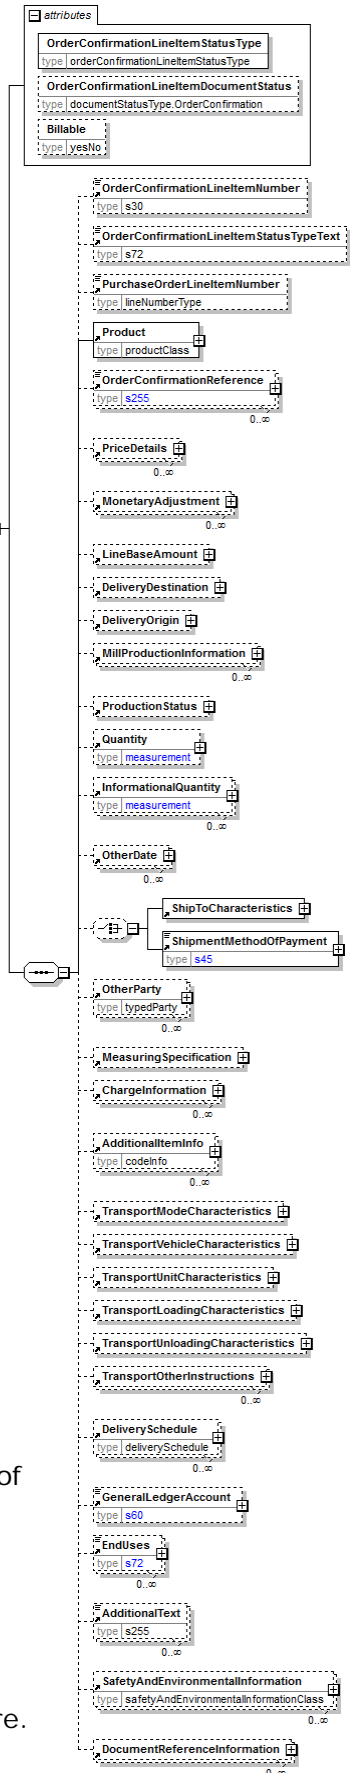 attributes
OrderConfirmationLineItemStatusType
type orderConfirmationLineItemStatusType
OrderConfirmationLineItemDocumentStatus
type documentStatusType.OrderConfirmation
Billable
type yesNo
OrderConfirmationLineItemNumber
type s30
OrderConfirmationLineItemStatusTypeText
type s72
PurchaseOrderLineItemNumber
type lineNumberType
Product
type productClass
OrderConfirmationReference
type s255
0..∞
PriceDetails
0..∞
MonetaryAdjustment
0..∞
LineBaseAmount
DeliveryDestination
DeliveryOrigin
MillProductionInformation
0..∞
ProductionStatus
Quantity
type measurement
InformationalQuantity
type measurement
0..∞
OtherDate
0..∞
ShipToCharacteristics
ShipmentMethodOfPayment
type s45
OtherParty
type typedParty
0..∞
MeasuringSpecification
ChargeInformation
0..∞
AdditionalItemInfo
type codeInfo
0..∞
TransportModeCharacteristics
TransportVehicleCharacteristics
TransportUnitCharacteristics
TransportLoadingCharacteristics
TransportUnloadingCharacteristics
TransportOtherInstructions
0..∞
DeliverySchedule
type deliverySchedule
0..∞
of
GeneralLedgerAccount
type s60
EndUses
type s72
0..∞
AdditionalText
type s255
0..∞
SafetyAndEnvironmentalInformation
type safetyAndEnvironmentalInformationClass
0..∞
re.
DocumentReferenceInformation
0..∞